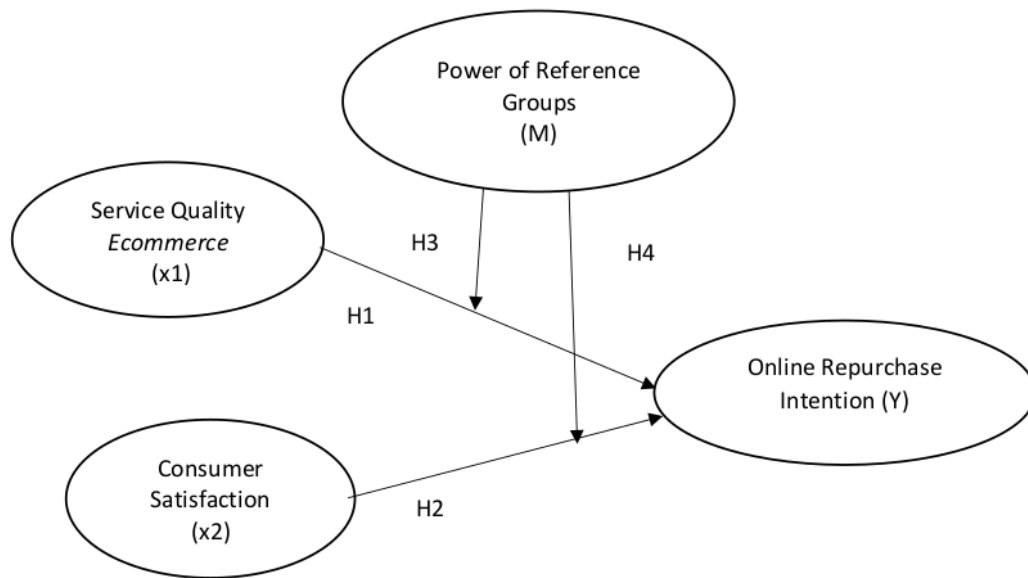 Power of Reference
Groups
(M)
Service Quality
Ecommerce
(x1)
H3
H4
H1
Online Repurchase
Intention (Y)
Consumer
Satisfaction
(x2)
H2